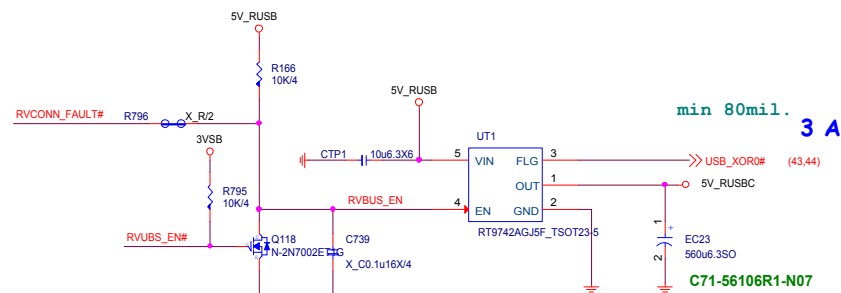 5V_RUSB
R166
10K/4
5V_RUSB
min 80mil.
3 A
RVCONN_FAULT#
R796
X_R/2
UT1
3VSB
CTP1
10u6.3X6
5
VIN
FLG
3
USB_XOR0#
(43,44)
OUT
1
5V_RUSBC
R795
10K/4
RVBUS_EN
4
EN
GND
2
1
+
RT9742AGJ5F_TSOT23-5
RVUBS_EN#
Q118
N-2N7002ET1G
C739
X_C0.1u16X/4
EC23
560u6.3SO
2
C71-56106R1-N07